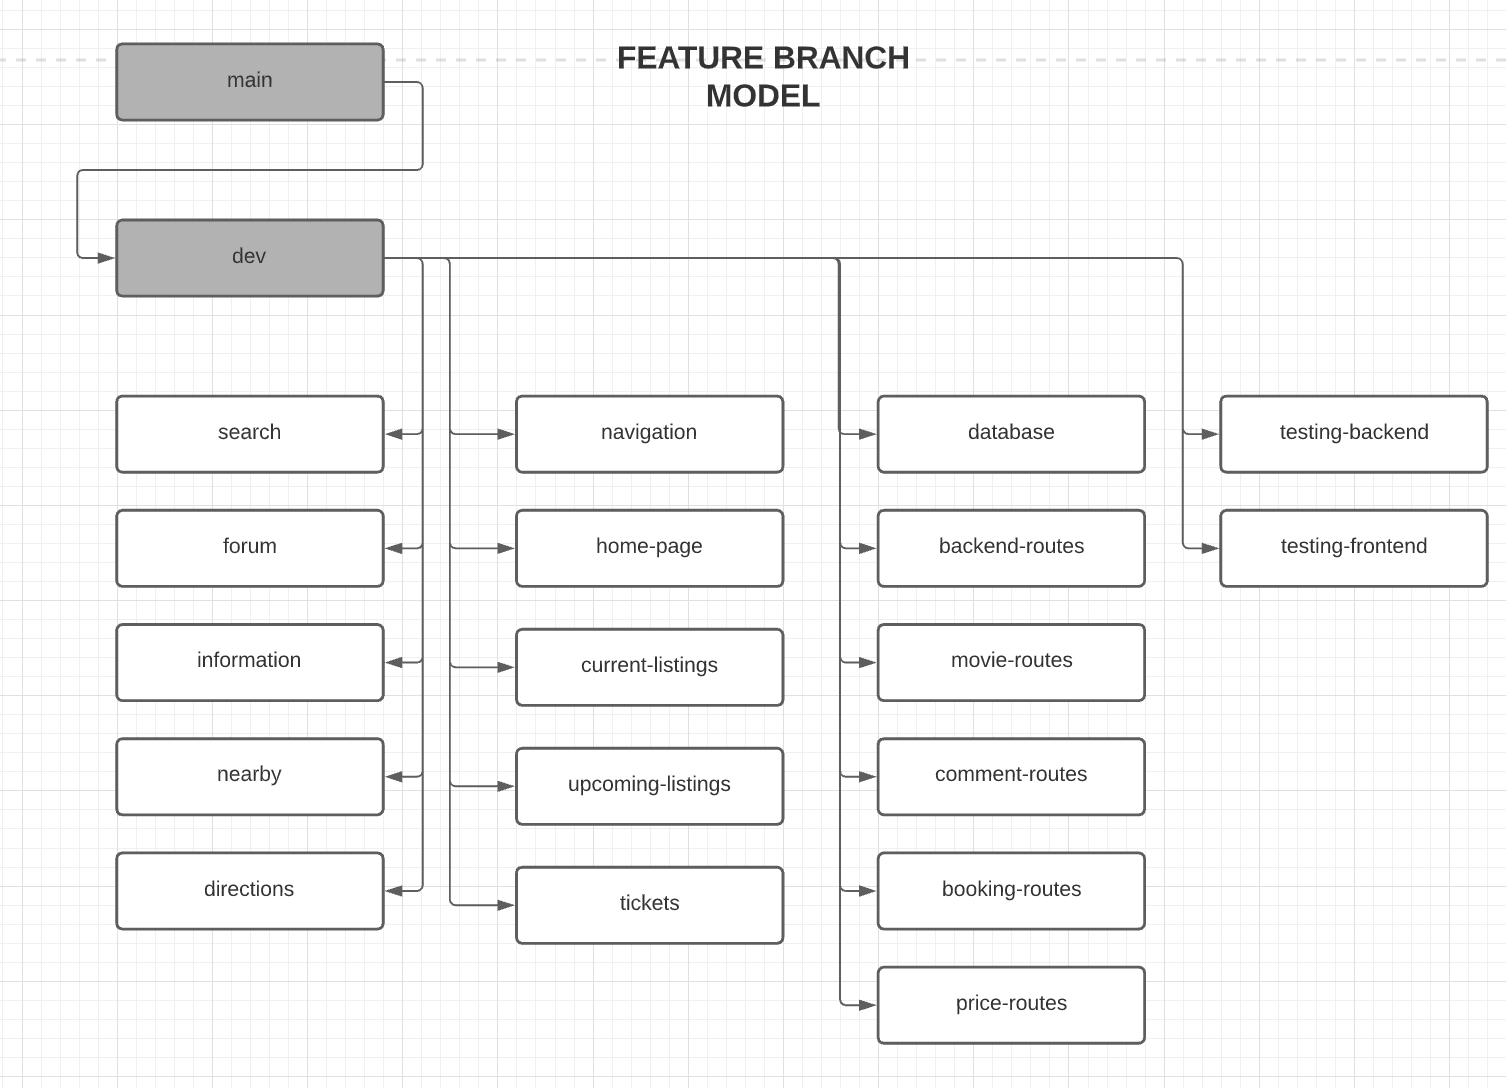 FEATURE BRANCH
MODEL
main
dev
search
forum
information
nearby
directions
navigation
home-page
current-listings
upcoming-listings
tickets
database
backend-routes
movie-routes
comment-routes
booking-routes
price-routes
testing-backend
testing-frontend